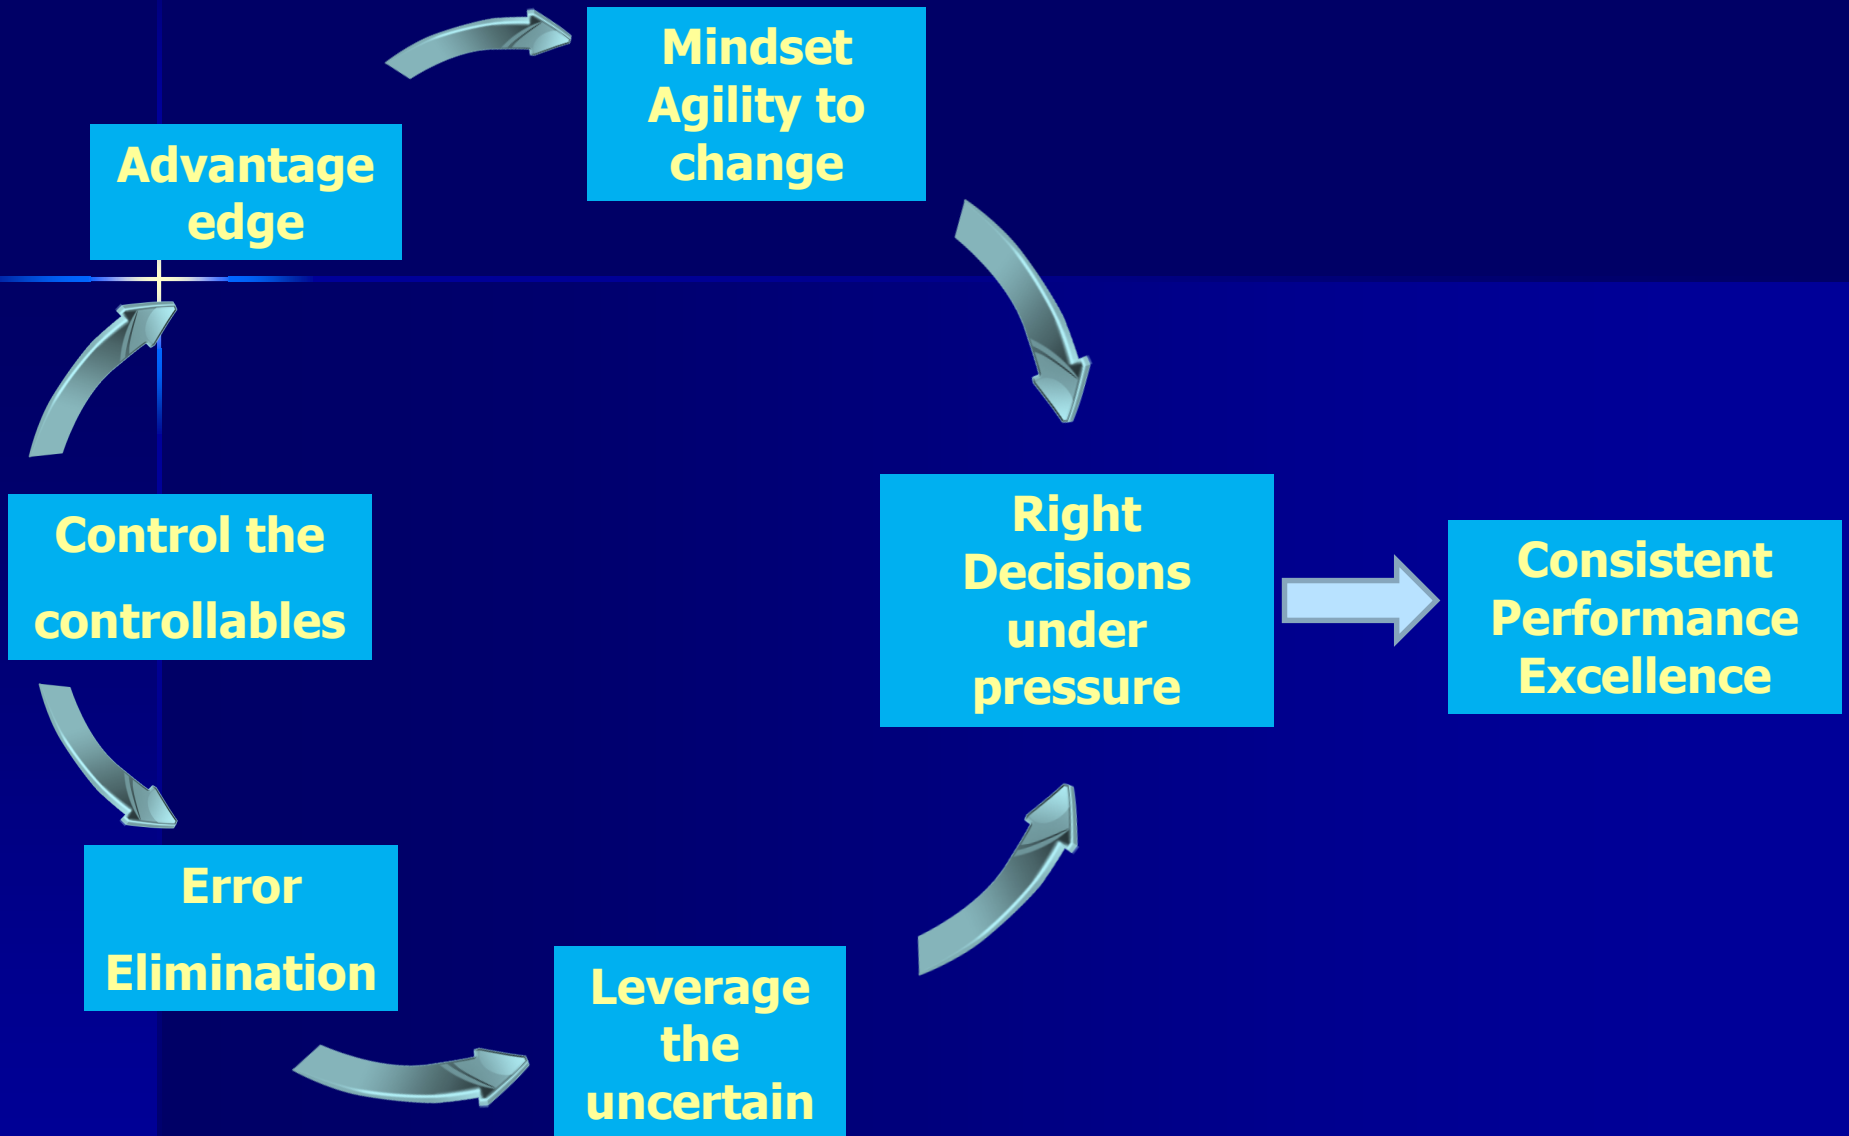 Mindset
Agility to
change
Advantage
edge
Control the
controllables
Right
Decisions
under
pressure
Consistent
Performance
Excellence
Error
Elimination
Leverage
the
uncertain